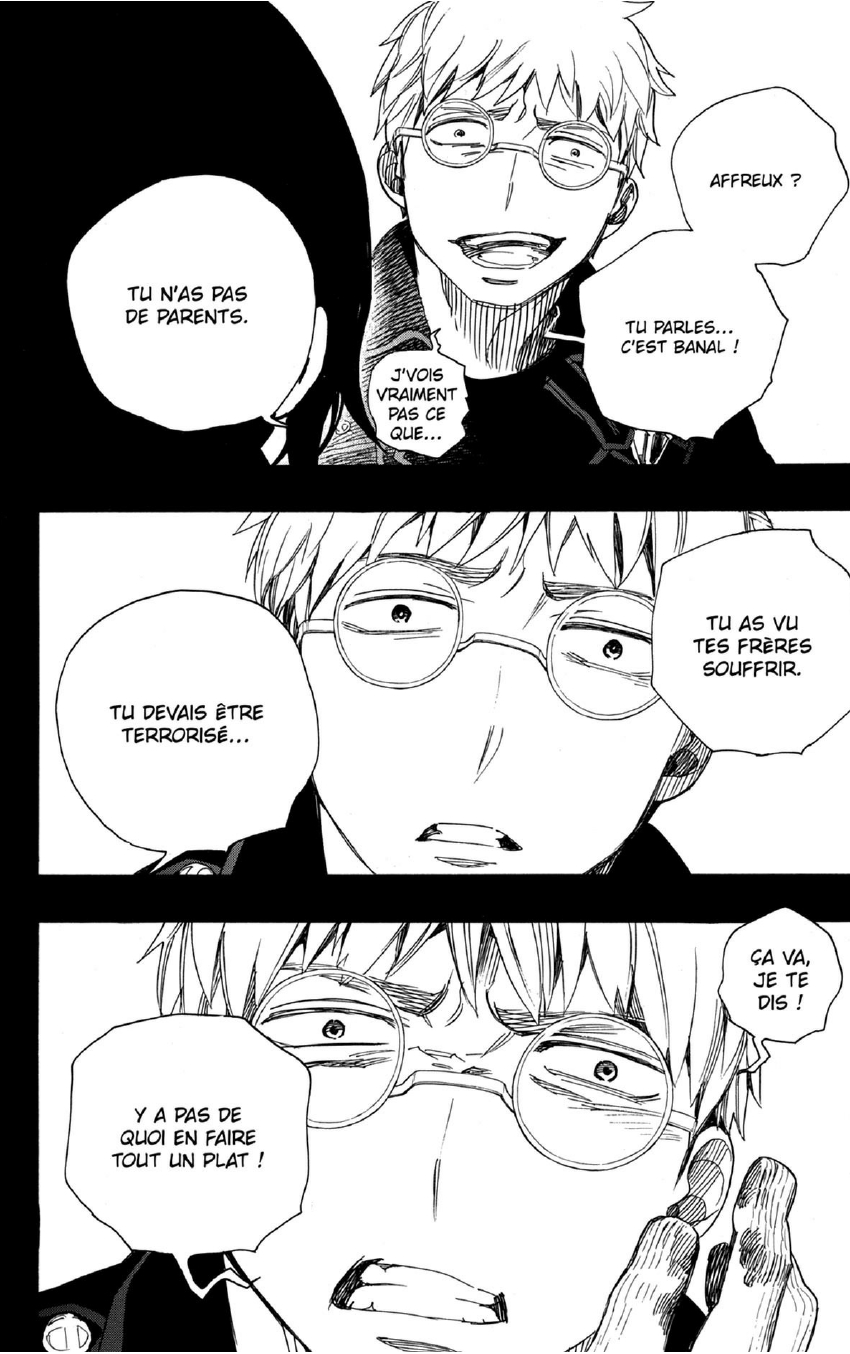 AFFREUX ?
TU PARLES...
C'EST BANAL !
J'VOIS
VRAIMENT
PAS CE
QUE...
TU N'AS PAS
DE PARENTS.
TU AS VU
TES FRÈRES
SOUFFRIR.
TU DEVAIS ÊTRE
TERRORISÉ...
ÇA VA,
JE TE
DIS !
Y A PAS DE
QUOI EN FAIRE
TOUT UN PLAT !